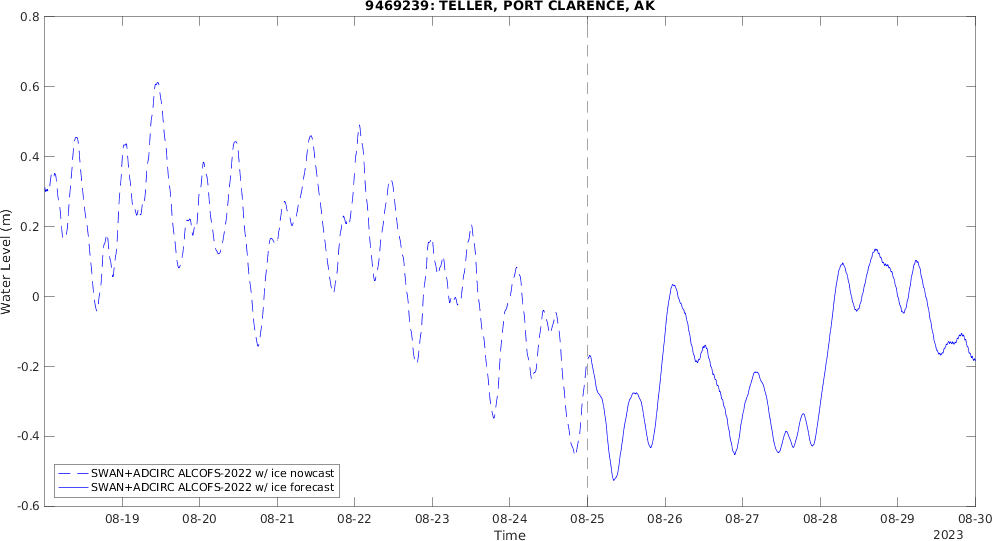 9469239: TELLER, PORT CLARENCE, AK
0.8
0.6
0.4
0.2
0
-0.2
-0.4
-0.6
Water Level (m)
SWAN+ADCIRC ALCOFS-2022 w/ ice nowcast
SWAN+ADCIRC ALCOFS-2022 w/ ice forecast
08-19 08-20 08-21 08-22 08-23 08-24 08-25 08-26 08-27 08-28 08-29 08-30
Time
2023